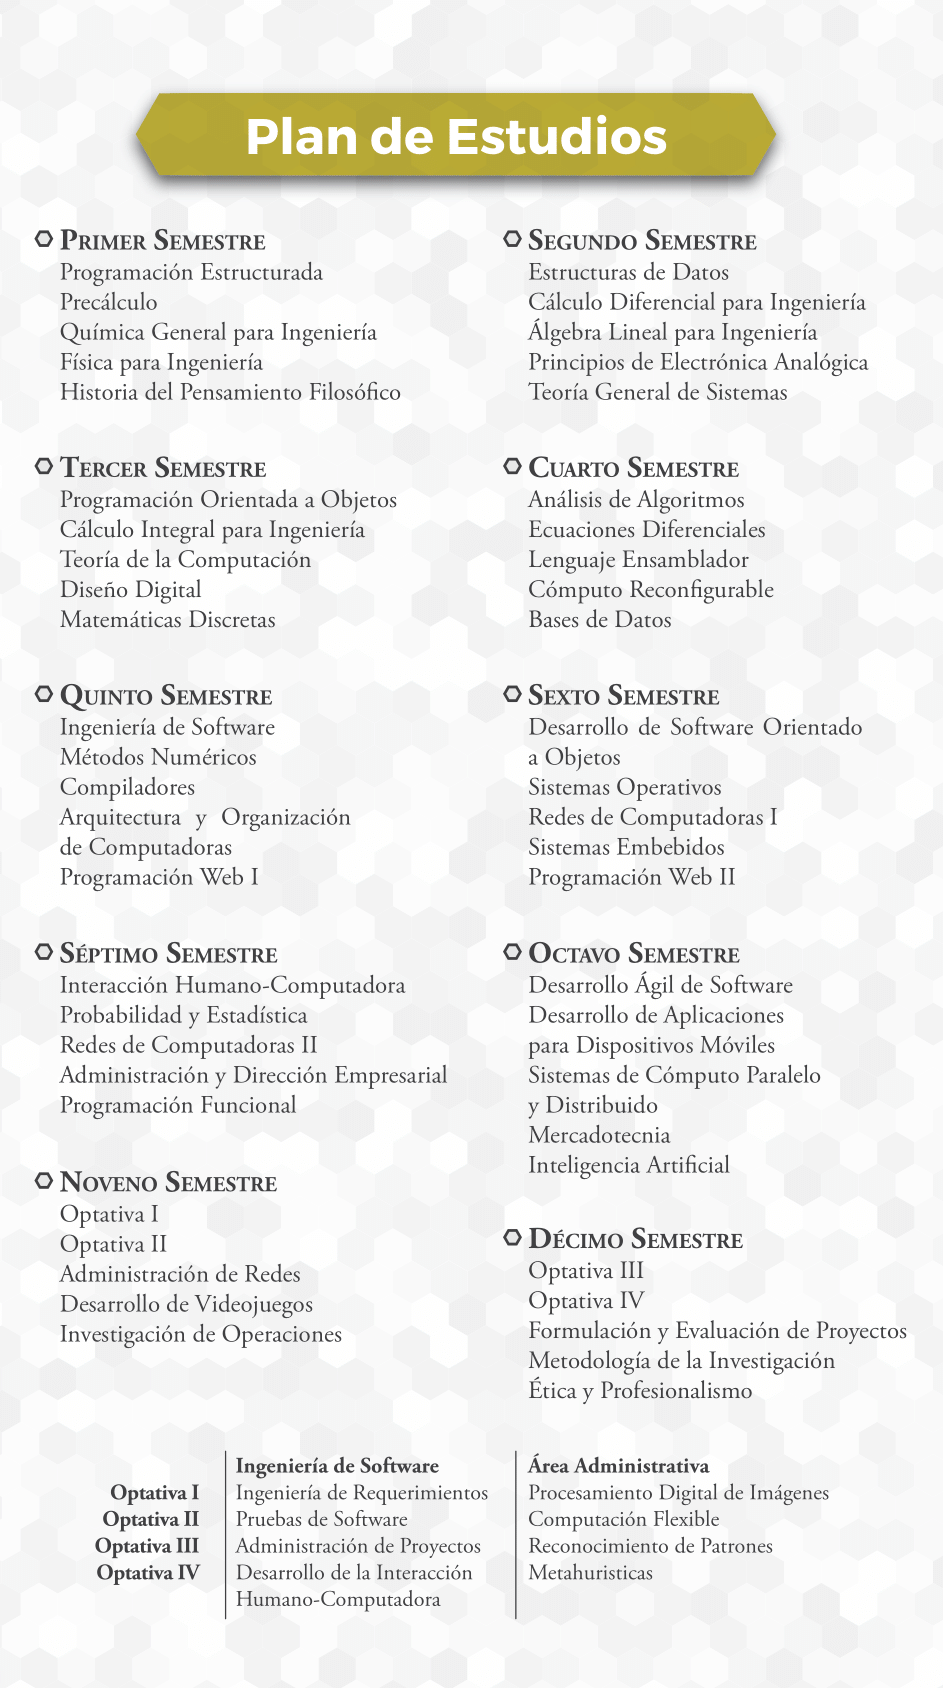 Plan de Estudios
Primer Semestre
Programación Estructurada
Precálculo
Química General para Ingeniería
Física para Ingeniería
Historia del Pensamiento Filosófico
Segundo Semestre
Estructuras de Datos
Cálculo Diferencial para Ingeniería
Álgebra Lineal para Ingeniería
Principios de Electrónica Analógica
Teoría General de Sistemas
Tercer Semestre
Programación Orientada a Objetos
Cálculo Integral para Ingeniería
Teoría de la Computación
Diseño Digital
Matemáticas Discretas
Cuarto Semestre
Análisis de Algoritmos
Ecuaciones Diferenciales
Lenguaje Ensamblador
Cómputo Reconfigurable
Bases de Datos
Quinto Semestre
Ingeniería de Software
Métodos Numéricos
Compiladores
Arquitectura y Organización
de Computadoras
Programación Web I
Sexto Semestre
Desarrollo de Software Orientado
a Objetos
Sistemas Operativos
Redes de Computadoras I
Sistemas Embebidos
Programación Web II
Séptimo Semestre
Interacción Humano-Computadora
Probabilidad y Estadística
Redes de Computadoras II
Administración y Dirección Empresarial
Programación Funcional
Octavo Semestre
Desarrollo Ágil de Software
Desarrollo de Aplicaciones
para Dispositivos Móviles
Sistemas de Cómputo Paralelo
y Distribuido
Mercadotecnia
Inteligencia Artificial
Noveno Semestre
Optativa I
Optativa II
Administración de Redes
Desarrollo de Videojuegos
Investigación de Operaciones
Décimo Semestre
Optativa III
Optativa IV
Formulación y Evaluación de Proyectos
Metodología de la Investigación
Ética y Profesionalismo
Ingeniería de Software Área Administrativa
Optativa I Ingeniería de Requerimientos Procesamiento Digital de Imágenes
Optativa II Pruebas de Software Computación Flexible
Optativa III Administración de Proyectos Reconocimiento de Patrones
Optativa IV Desarrollo de la Interacción Metahuristicas
Humano-Computadora